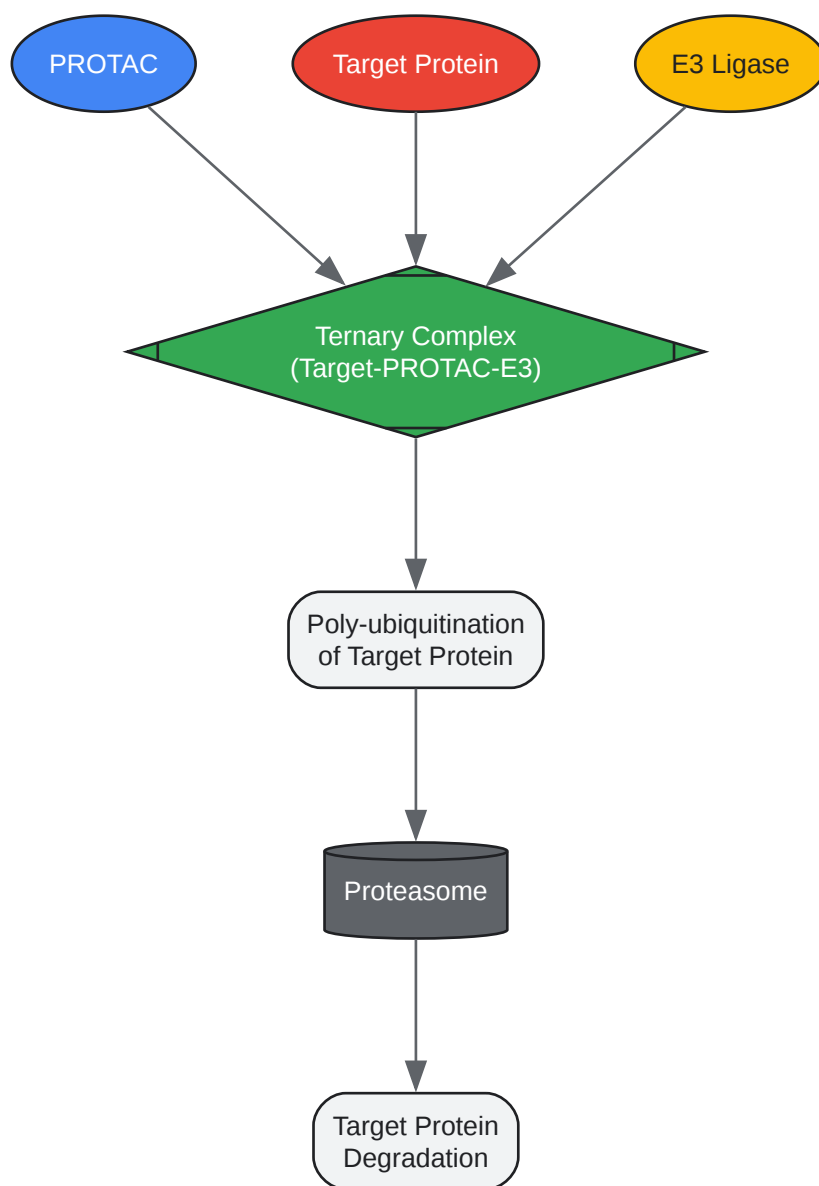 PROTAC
Target Protein
E3 Ligase
Ternary Complex
(Target-PROTAC-E3)
Poly-ubiquitination
of Target Protein
Proteasome
Target Protein
Degradation